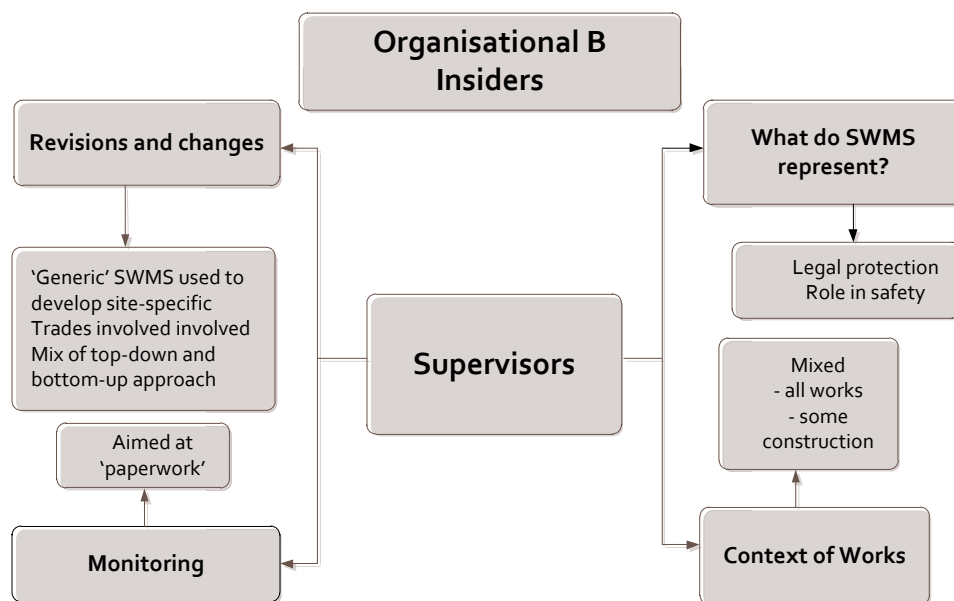 Organisational B
Insiders
Revisions and changes
What do SWMS
represent?
‘Generic’ SWMS used to
develop site-specific
Trades involved involved
Mix of top-down and
bottom-up approach
Legal protection
Role in safety
Supervisors
Mixed
- all works
- some
construction
Aimed at
‘paperwork’
Monitoring
Context of Works